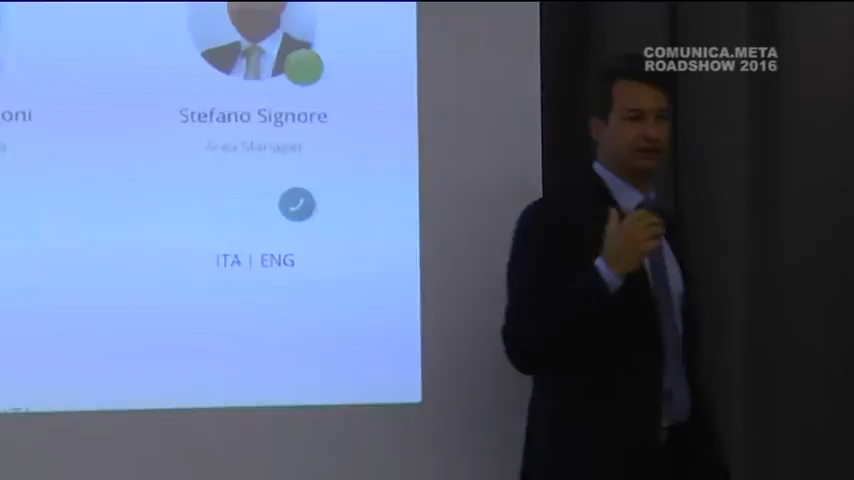 COMUNICA.META
ROADSHOW 2016
oni
Stefano Signore
Area Manager
ITA | ENG